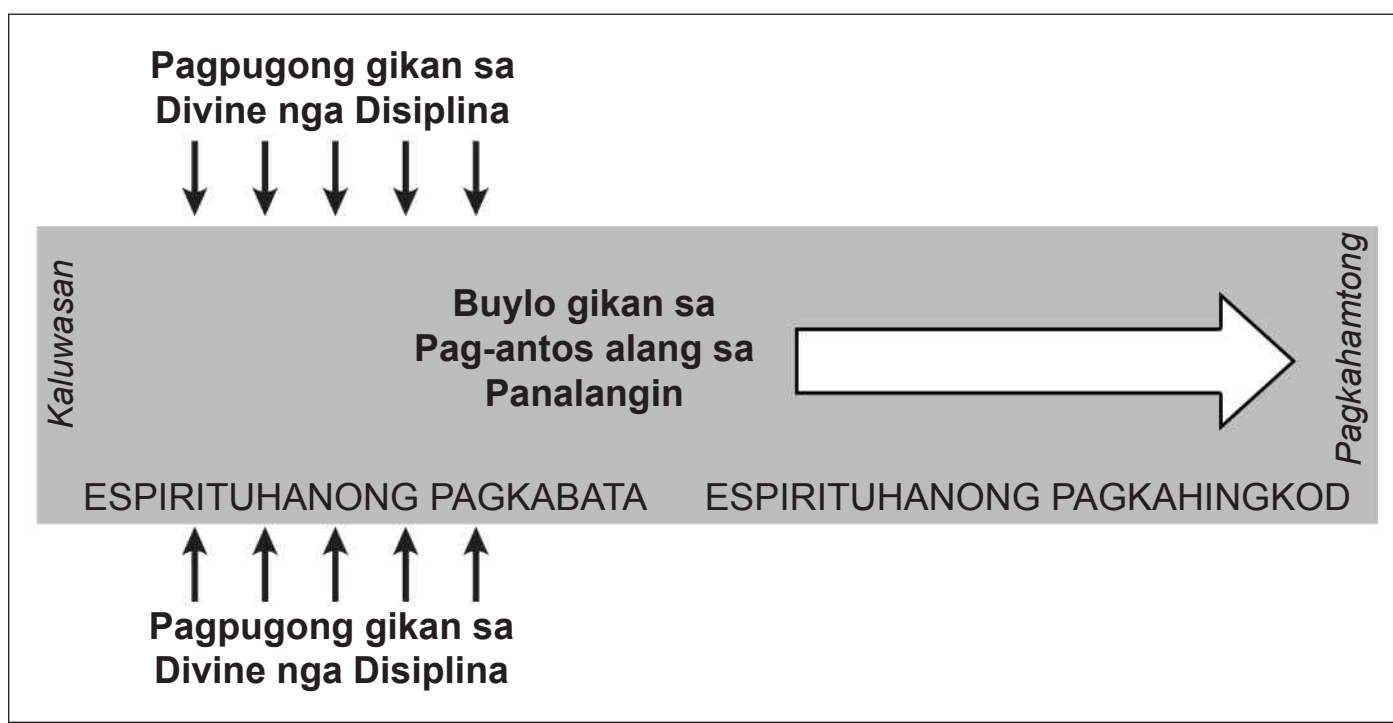 Pagpugong gikan sa
Divine nga Disiplina
Kaluwasan
Buylo gikan sa
Pag-antos alang sa
Panalangin
Pagkahamtong
ESPIRITUHANONG PAGKABATA
ESPIRITUHANONG PAGKAHINGKOD
Pagpugong gikan sa
Divine nga Disiplina